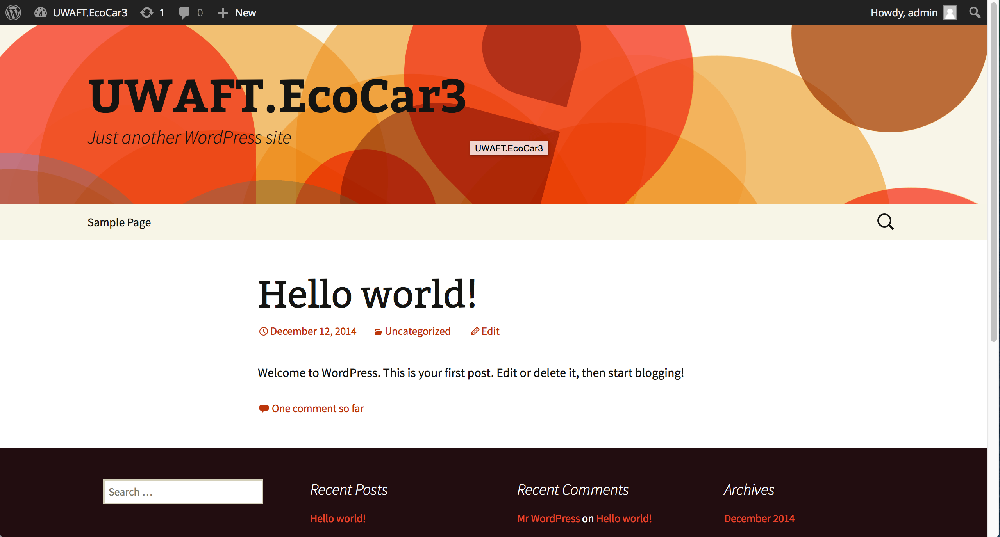 UWAFT.EcoCar3 1 0 New Howdy, admin
UWAFT.EcoCar3
Just another WordPress site
UWAFT.EcoCar3
Sample Page
Hello world!
December 12, 2014 Uncategorized Edit
Welcome to WordPress. This is your first post. Edit or delete it, then start blogging!
One comment so far
Search …
Recent Posts
Hello world!
Recent Comments
Mr WordPress on Hello world!
Archives
December 2014